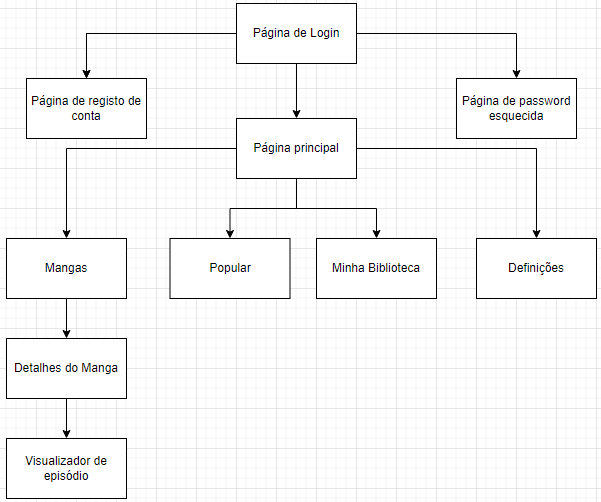 Página de Login
Página de registo de
conta
Página de password
esquecida
Página principal
Mangas
Popular
Minha Biblioteca
Definições
Detalhes do Manga
Visualizador de
episódio